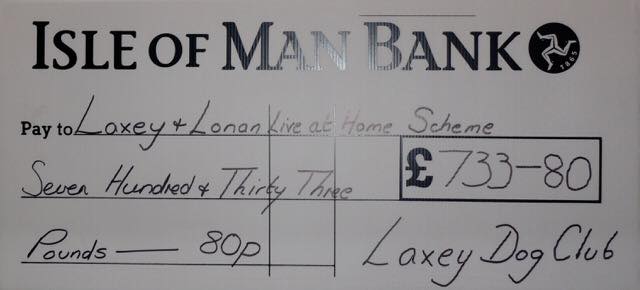 ISLE OF MAN BANK
1865
Pay to Laxey & Lonan Live at Home Scheme
Seven Hundred & Thirty Three
£ 733-80
Pounds — 80p
Laxey Dog Club